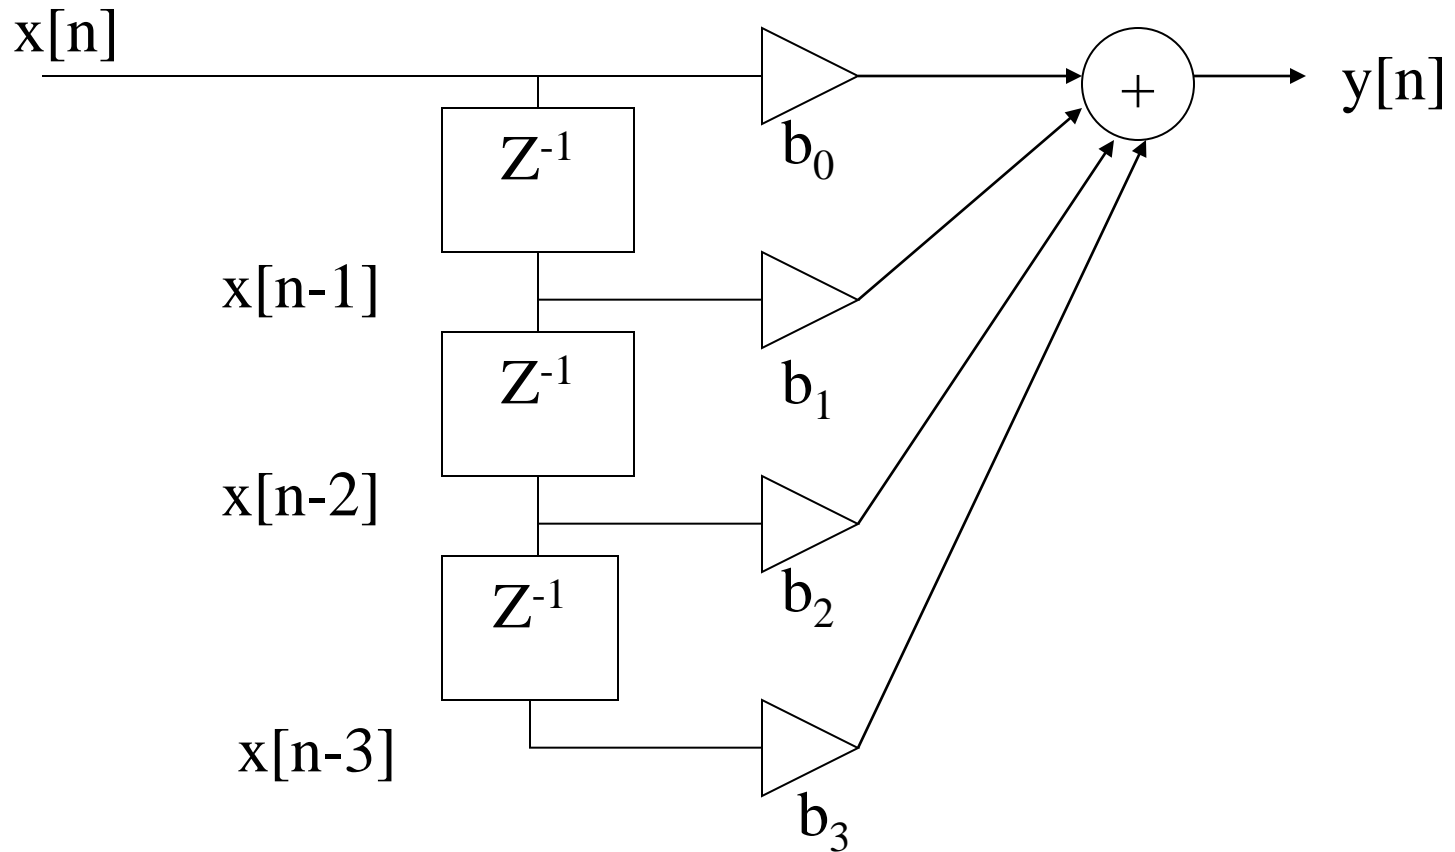 x[n]
+
y[n]
Z⁻¹
b₀
x[n-1]
Z⁻¹
b₁
x[n-2]
Z⁻¹
b₂
x[n-3]
b₃